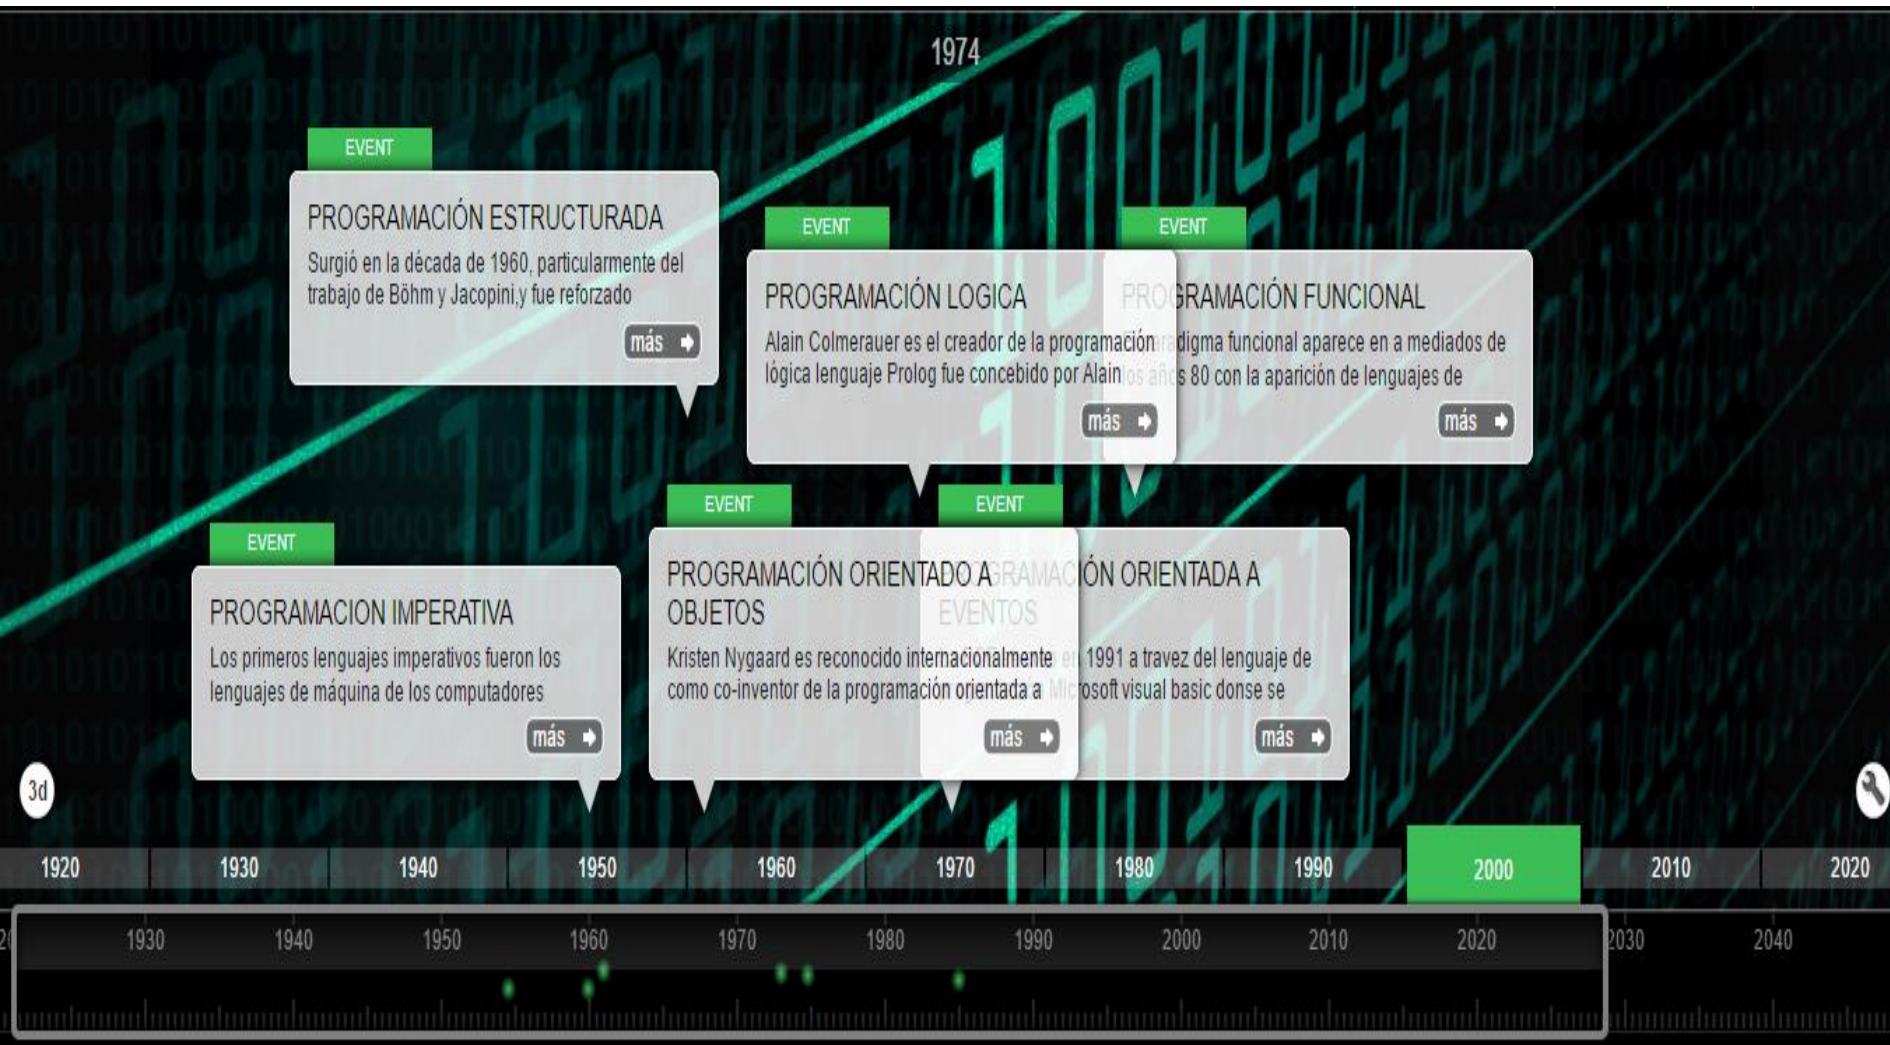 1974
EVENT
PROGRAMACIÓN ESTRUCTURADA
Surgió en la década de 1960, particularmente del
trabajo de Böhm y Jacopini,y fue reforzado
más
EVENT
PROGRAMACIÓN LOGICA
Alain Colmerauer es el creador de la programación
lógica lenguaje Prolog fue concebido por Alain
más
EVENT
PROGRAMACIÓN FUNCIONAL
digma funcional aparece en a mediados de
los años 80 con la aparición de lenguajes de
más
EVENT
PROGRAMACION IMPERATIVA
Los primeros lenguajes imperativos fueron los
lenguajes de máquina de los computadores
más
EVENT
PROGRAMACIÓN ORIENTADO A
OBJETOS
Kristen Nygaard es reconocido internacionalmente
como co-inventor de la programación orientada a
más
EVENT
PROGRAMACIÓN ORIENTADA A
EVENTOS
en 1991 a travez del lenguaje de
Microsoft visual basic donse se
más
3d
1920 1930 1940 1950 1960 1970 1980 1990 2000 2010 2020
1930 1940 1950 1960 1970 1980 1990 2000 2010 2020 2030 2040